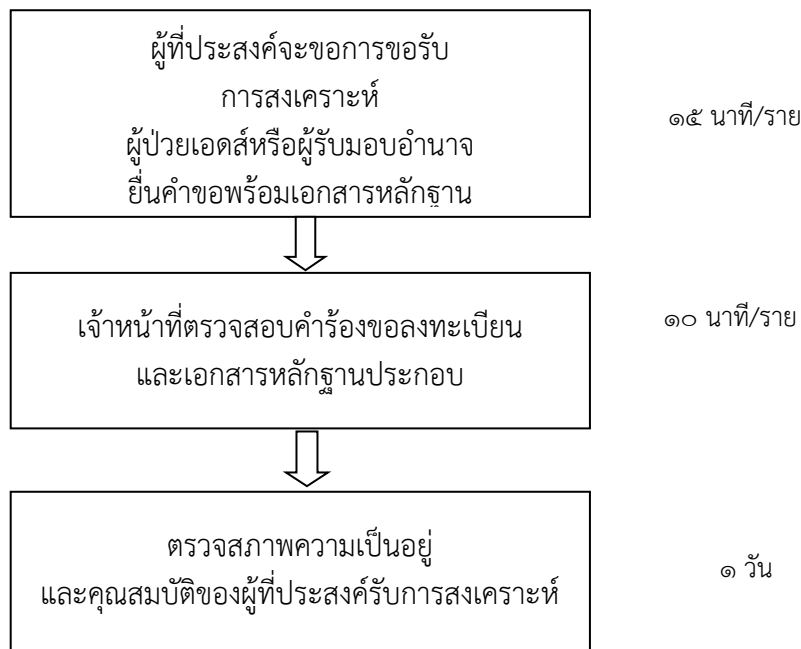 ผู้ที่ประสงค์จะขอการขอรับ
การสงเคราะห์
ผู้ป่วยเอดส์หรือผู้รับมอบอำนาจ
ยื่นคำขอพร้อมเอกสารหลักฐาน
๑๕ นาที/ราย
เจ้าหน้าที่ตรวจสอบคำร้องขอลงทะเบียน
และเอกสารหลักฐานประกอบ
๑๐ นาที/ราย
ตรวจสภาพความเป็นอยู่
และคุณสมบัติของผู้ที่ประสงค์รับการสงเคราะห์
๑ วัน